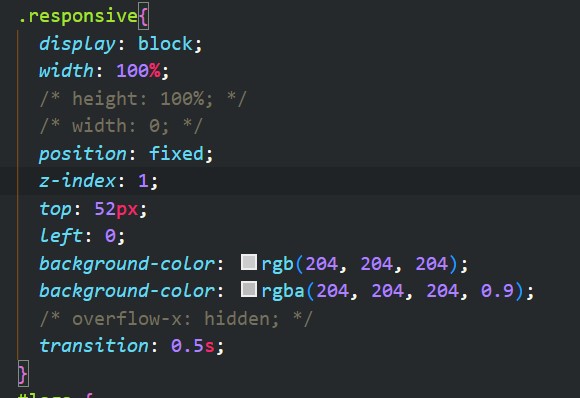 .responsive{
display: block;
width: 100%;
/* height: 100%; */
/* width: 0; */
position: fixed;
z-index: 1;
top: 52px;
left: 0;
background-color: rgb(204, 204, 204);
background-color: rgba(204, 204, 204, 0.9);
/* overflow-x: hidden; */
transition: 0.5s;
}